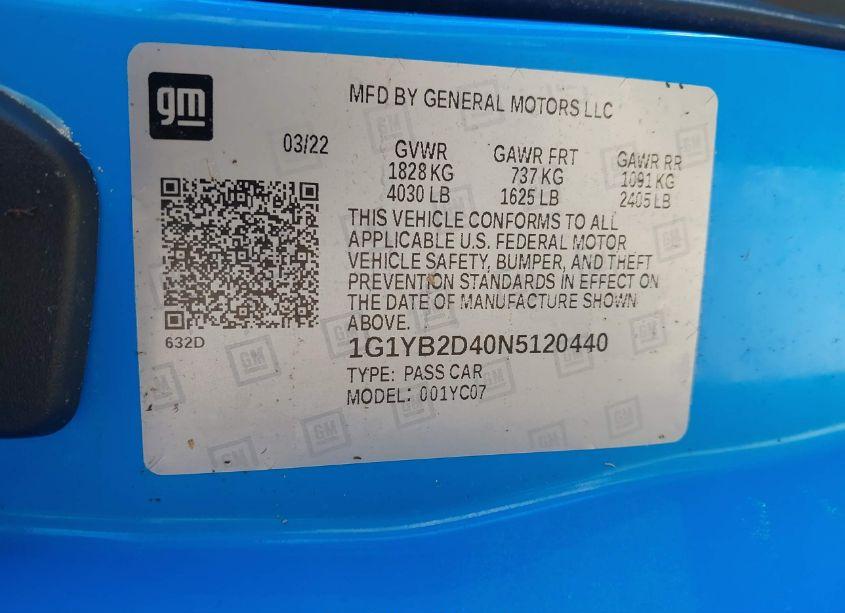 gm
MFD BY GENERAL MOTORS LLC
03/22
GVWR GAWR FRT GAWR RR
1828 KG 737 KG 1091 KG
4030 LB 1625 LB 2405 LB
THIS VEHICLE CONFORMS TO ALL
APPLICABLE U.S. FEDERAL MOTOR
VEHICLE SAFETY, BUMPER, AND THEFT
PREVENTION STANDARDS IN EFFECT ON
THE DATE OF MANUFACTURE SHOWN
ABOVE.
632D
1G1YB2D40N5120440
TYPE: PASS CAR
MODEL: 001YC07